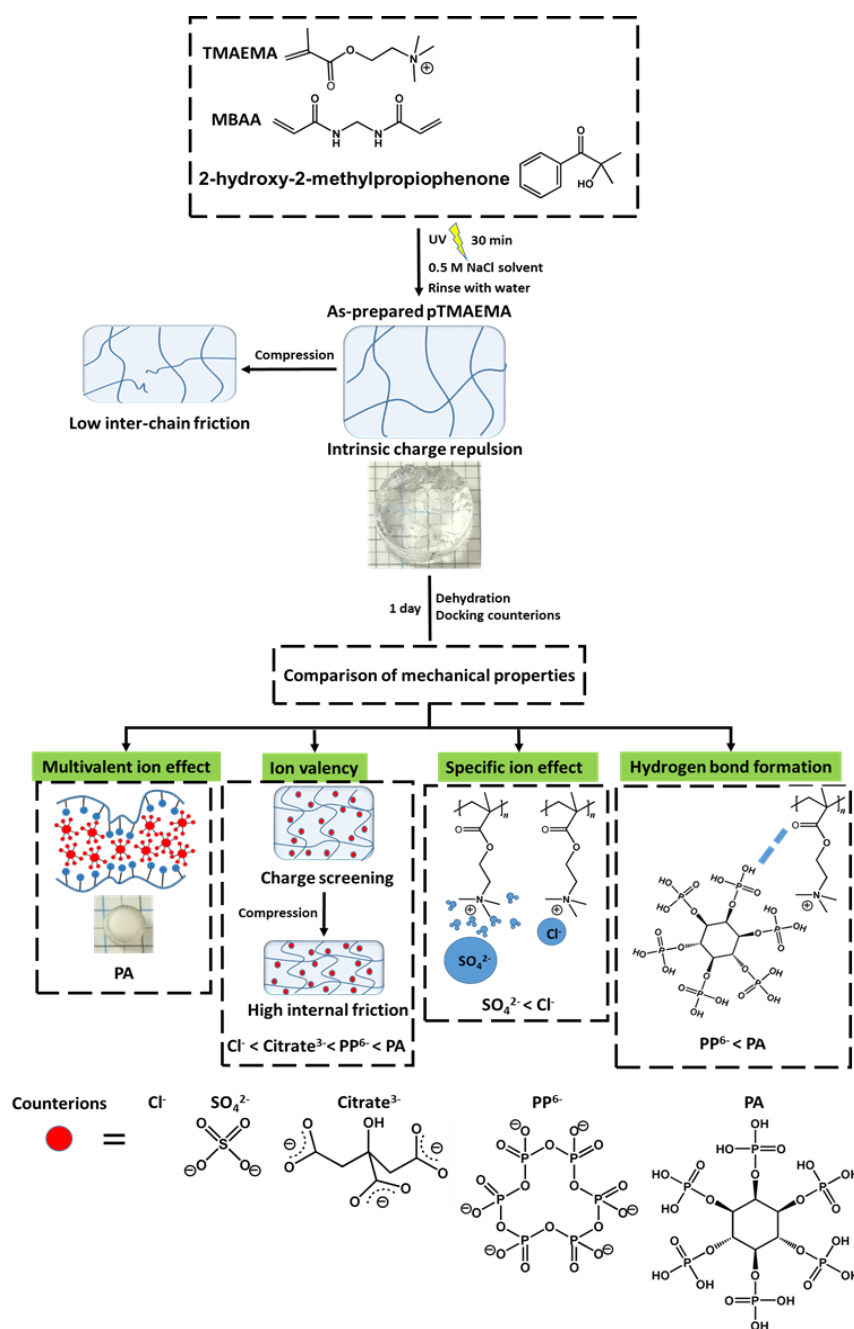 TMAEMA
MBAA
2-hydroxy-2-methylpropiophenone
UV 30 min
0.5 M NaCl solvent
Rinse with water
As-prepared pTMAEMA
Compression
Low inter-chain friction
Intrinsic charge repulsion
1 day
Dehydration
Docking counterions
Comparison of mechanical properties
Multivalent ion effect
Ion valency
Specific ion effect
Hydrogen bond formation
Charge screening
Compression
High internal friction
PA
Cl⁻ < Citrate³⁻< PP⁶⁻ < PA
SO₄²⁻
Cl⁻
SO₄²⁻ < Cl⁻
PP⁶⁻ < PA
Counterions
=
Cl⁻
SO₄²⁻
Citrate³⁻
PP⁶⁻
PA